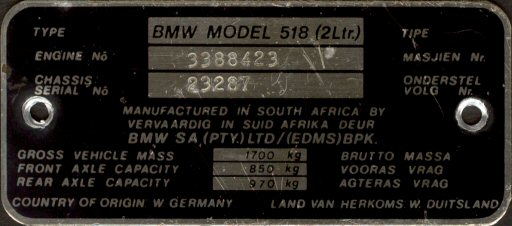 TYPE BMW MODEL 518 (2Ltr.) TIPE
ENGINE No 3388423 MASJIEN Nr.
CHASSIS SERIAL No 23287 ONDERSTEL VOLG Nr.
MANUFACTURED IN SOUTH AFRICA BY
VERVAARDIG IN SUID AFRIKA DEUR
BMW SA (PTY) LTD/(EDMS) BPK.
GROSS VEHICLE MASS 1700 kg BRUTTO MASSA
FRONT AXLE CAPACITY 850 kg VOORAS VRAG
REAR AXLE CAPACITY 970 kg AGTERAS VRAG
COUNTRY OF ORIGIN W GERMANY LAND VAN HERKOMS W. DUITSLAND